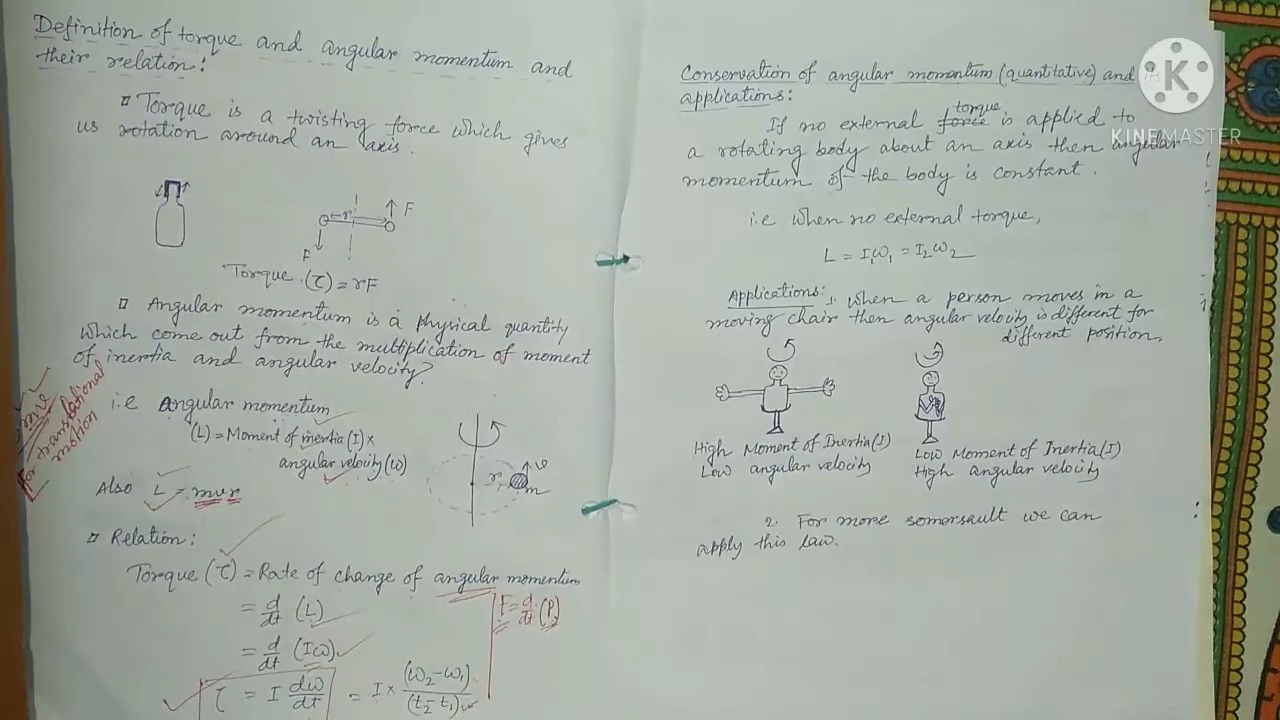 Definition of torque and angular momentum and
their relation:
Torque is a twisting force which gives
us rotation around an axis.
r
F
F
Torque (τ) = rF
Angular momentum is a physical quantity
which come out from the multiplication of moment
of inertia and angular velocity?
i.e angular momentum
(L) = Moment of inertia (I) x
angular velocity (ω)
For translational
motion
Also L = mvr
r
v
m
Relation:
Torque (τ) = Rate of change of angular momentum
= d/dt (L)
F = d/dt (P)
= d/dt (Iω)
τ = I dω/dt = I x (ω2-ω1)/(t2-t1)
Conservation of angular momentum (quantitative) and
applications:
torque
If no external force is applied to
a rotating body about an axis then angular
momentum of the body is constant.
i.e when no external torque,
L = I1ω1 = I2ω2
Applications: 1. when a person moves in a
moving chair then angular velocity is different for
different position.
High Moment of Inertia (I)
Low angular velocity
Low Moment of Inertia (I)
High angular velocity
2. For more somersault we can
apply this law.
K
KINEMASTER